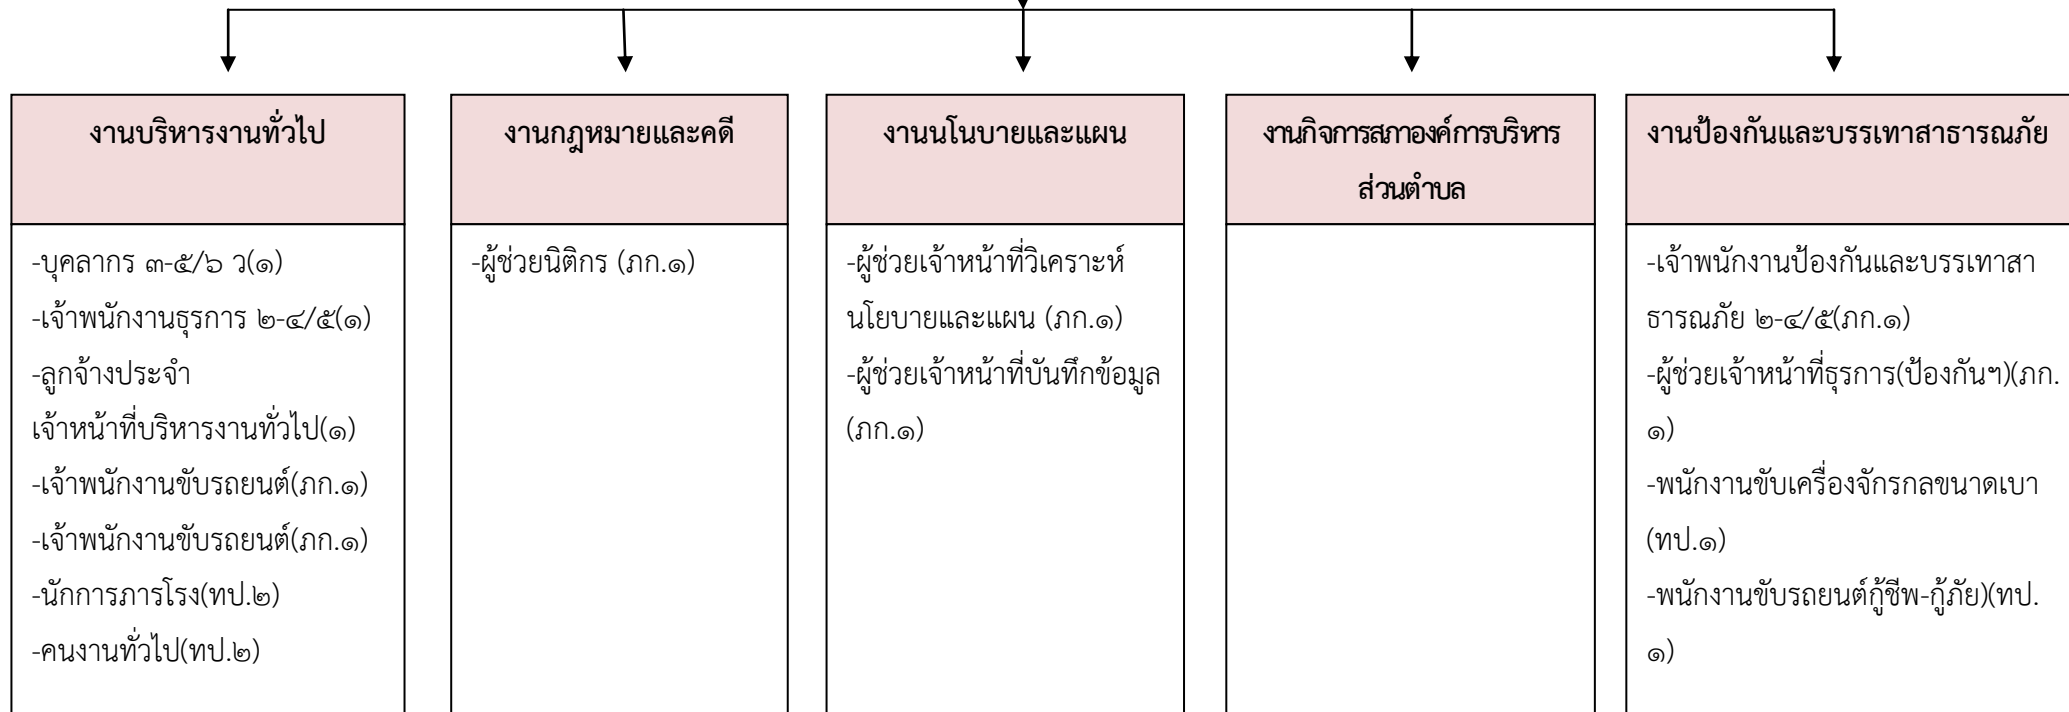 งานบริหารงานทั่วไป
-บุคลากร ๓-๕/๖ ว(๑)
-เจ้าพนักงานธุรการ ๒-๔/๕(๑)
-ลูกจ้างประจำ
เจ้าหน้าที่บริหารงานทั่วไป(๑)
-เจ้าพนักงานขับรถยนต์(ภก.๑)
-เจ้าพนักงานขับรถยนต์(ภก.๑)
-นักการภารโรง(ทป.๒)
-คนงานทั่วไป(ทป.๒)
งานกฎหมายและคดี
-ผู้ช่วยนิติกร (ภก.๑)
งานนโนบายและแผน
-ผู้ช่วยเจ้าหน้าที่วิเคราะห์
นโยบายและแผน (ภก.๑)
-ผู้ช่วยเจ้าหน้าที่บันทึกข้อมูล
(ภก.๑)
งานกิจการสภาองค์การบริหาร
ส่วนตำบล
งานป้องกันและบรรเทาสาธารณภัย
-เจ้าพนักงานป้องกันและบรรเทาสา
ธารณภัย ๒-๔/๕(ภก.๑)
-ผู้ช่วยเจ้าหน้าที่ธุรการ(ป้องกันฯ)(ภก.
๑)
-พนักงานขับเครื่องจักรกลขนาดเบา
(ทป.๑)
-พนักงานขับรถยนต์กู้ชีพ-กู้ภัย)(ทป.
๑)